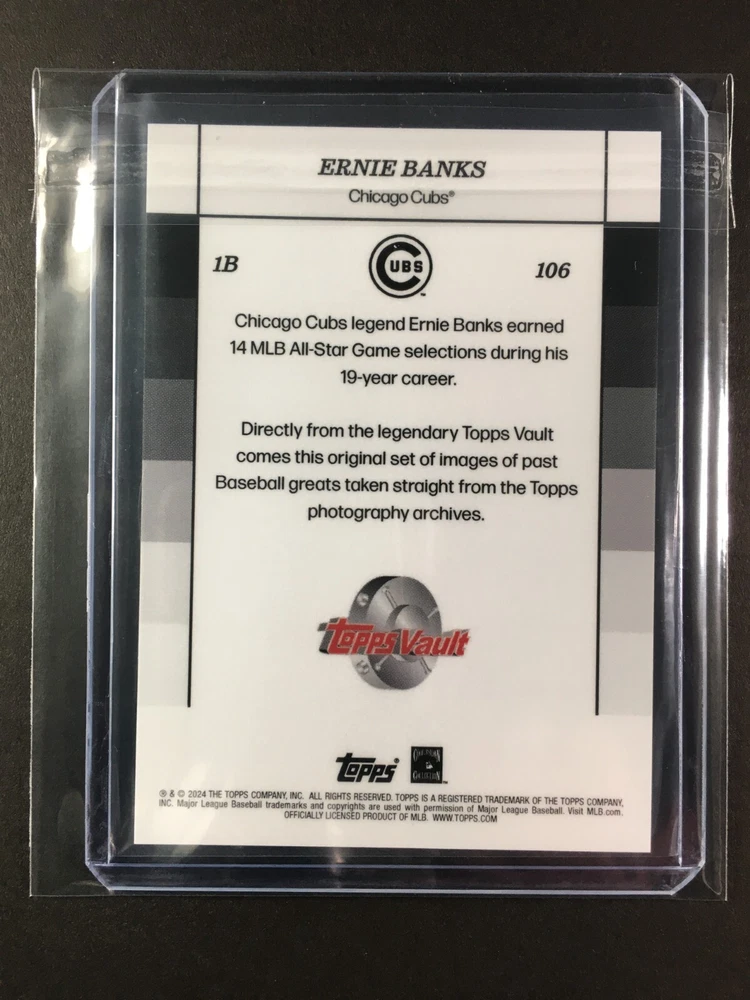 ERNIE BANKS
Chicago Cubs®
1B
CUBS
™
106
Chicago Cubs legend Ernie Banks earned
14 MLB All-Star Game selections during his
19-year career.
Directly from the legendary Topps Vault
comes this original set of images of past
Baseball greats taken straight from the Topps
photography archives.
Topps Vault
Topps®
™
® & © 2024 THE TOPPS COMPANY, INC. ALL RIGHTS RESERVED. TOPPS IS A REGISTERED TRADEMARK OF THE TOPPS COMPANY,
INC. Major League Baseball trademarks and copyrights are used with permission of Major League Baseball. Visit MLB.com.
OFFICIALLY LICENSED PRODUCT OF MLB. WWW.TOPPS.COM